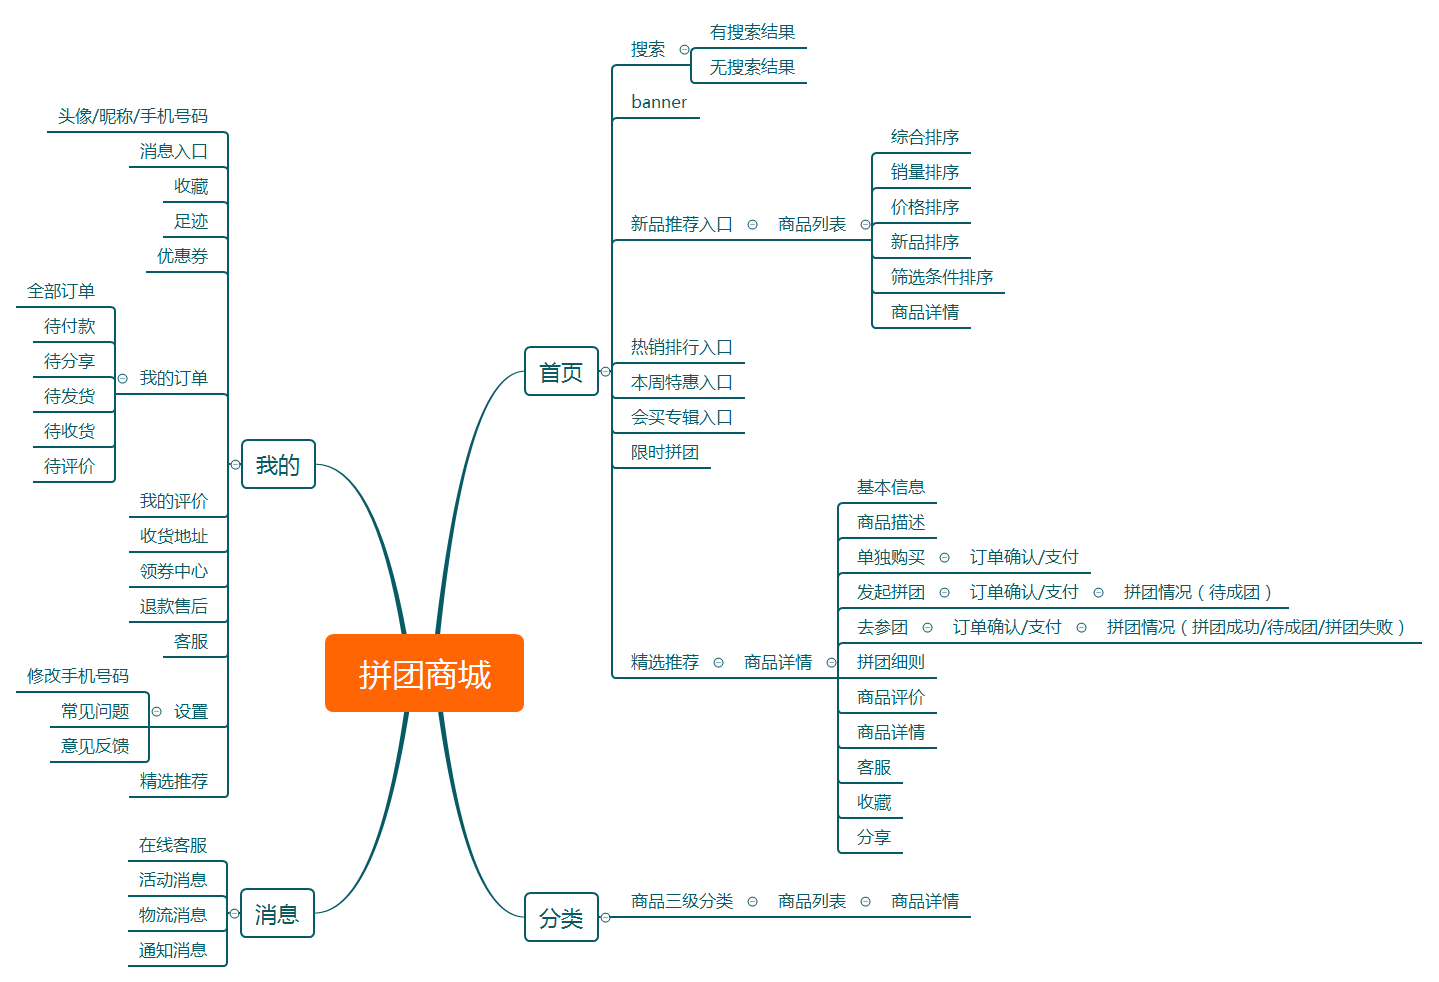 拼团商城
首页
搜索
有搜索结果
无搜索结果
banner
新品推荐入口
商品列表
综合排序
销量排序
价格排序
新品排序
筛选条件排序
商品详情
热销排行入口
本周特惠入口
会买专辑入口
限时拼团
精选推荐
商品详情
基本信息
商品描述
单独购买
订单确认/支付
发起拼团
订单确认/支付
拼团情况（待成团）
去参团
订单确认/支付
拼团情况（拼团成功/待成团/拼团失败）
拼团细则
商品评价
商品详情
客服
收藏
分享
分类
商品三级分类
商品列表
商品详情
我的
头像/昵称/手机号码
消息入口
收藏
足迹
优惠券
我的订单
全部订单
待付款
待分享
待发货
待收货
待评价
我的评价
收货地址
领券中心
退款售后
客服
设置
修改手机号码
常见问题
意见反馈
精选推荐
消息
在线客服
活动消息
物流消息
通知消息